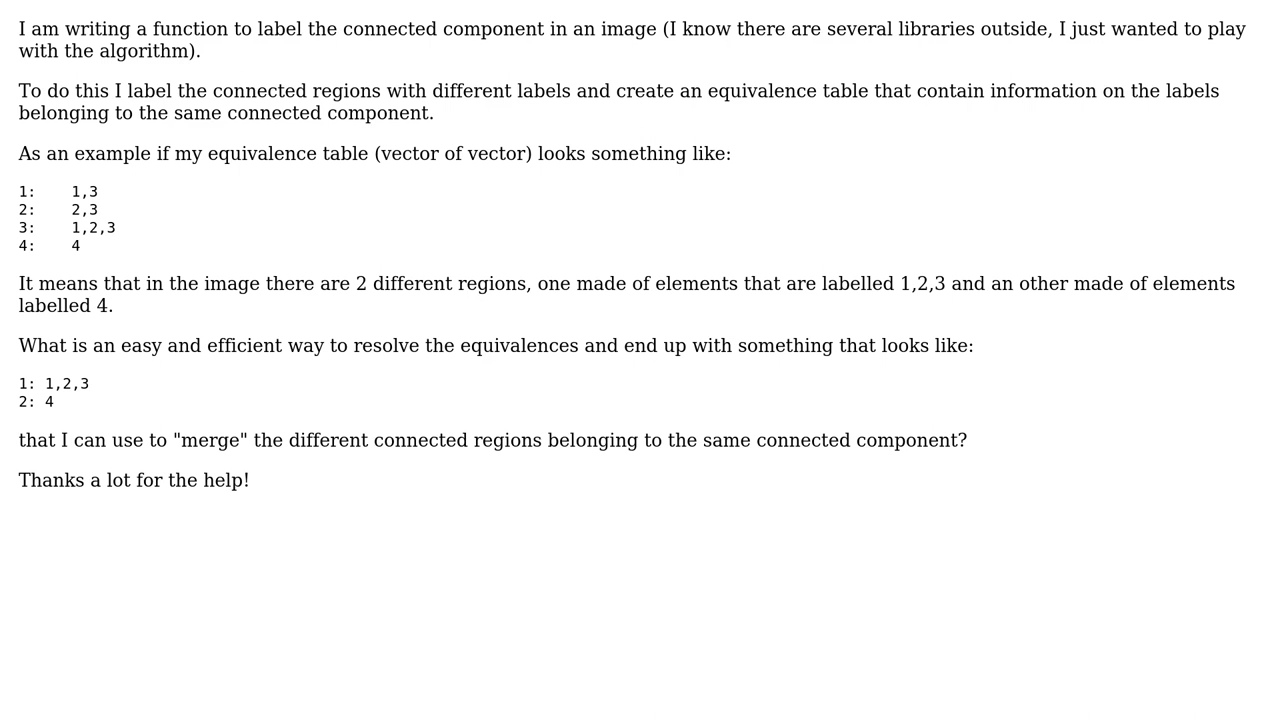 I am writing a function to label the connected component in an image (I know there are several libraries outside, I just wanted to play
with the algorithm).
To do this I label the connected regions with different labels and create an equivalence table that contain information on the labels
belonging to the same connected component.
As an example if my equivalence table (vector of vector) looks something like:
1:    1,3
2:    2,3
3:    1,2,3
4:    4
It means that in the image there are 2 different regions, one made of elements that are labelled 1,2,3 and an other made of elements
labelled 4.
What is an easy and efficient way to resolve the equivalences and end up with something that looks like:
1: 1,2,3
2: 4
that I can use to "merge" the different connected regions belonging to the same connected component?
Thanks a lot for the help!